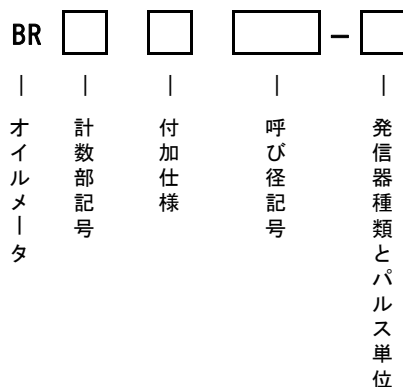 BR □ □ □ − □
オイルメータ
計数部記号
付加仕様
呼び径記号
発信器種類とパルス単位